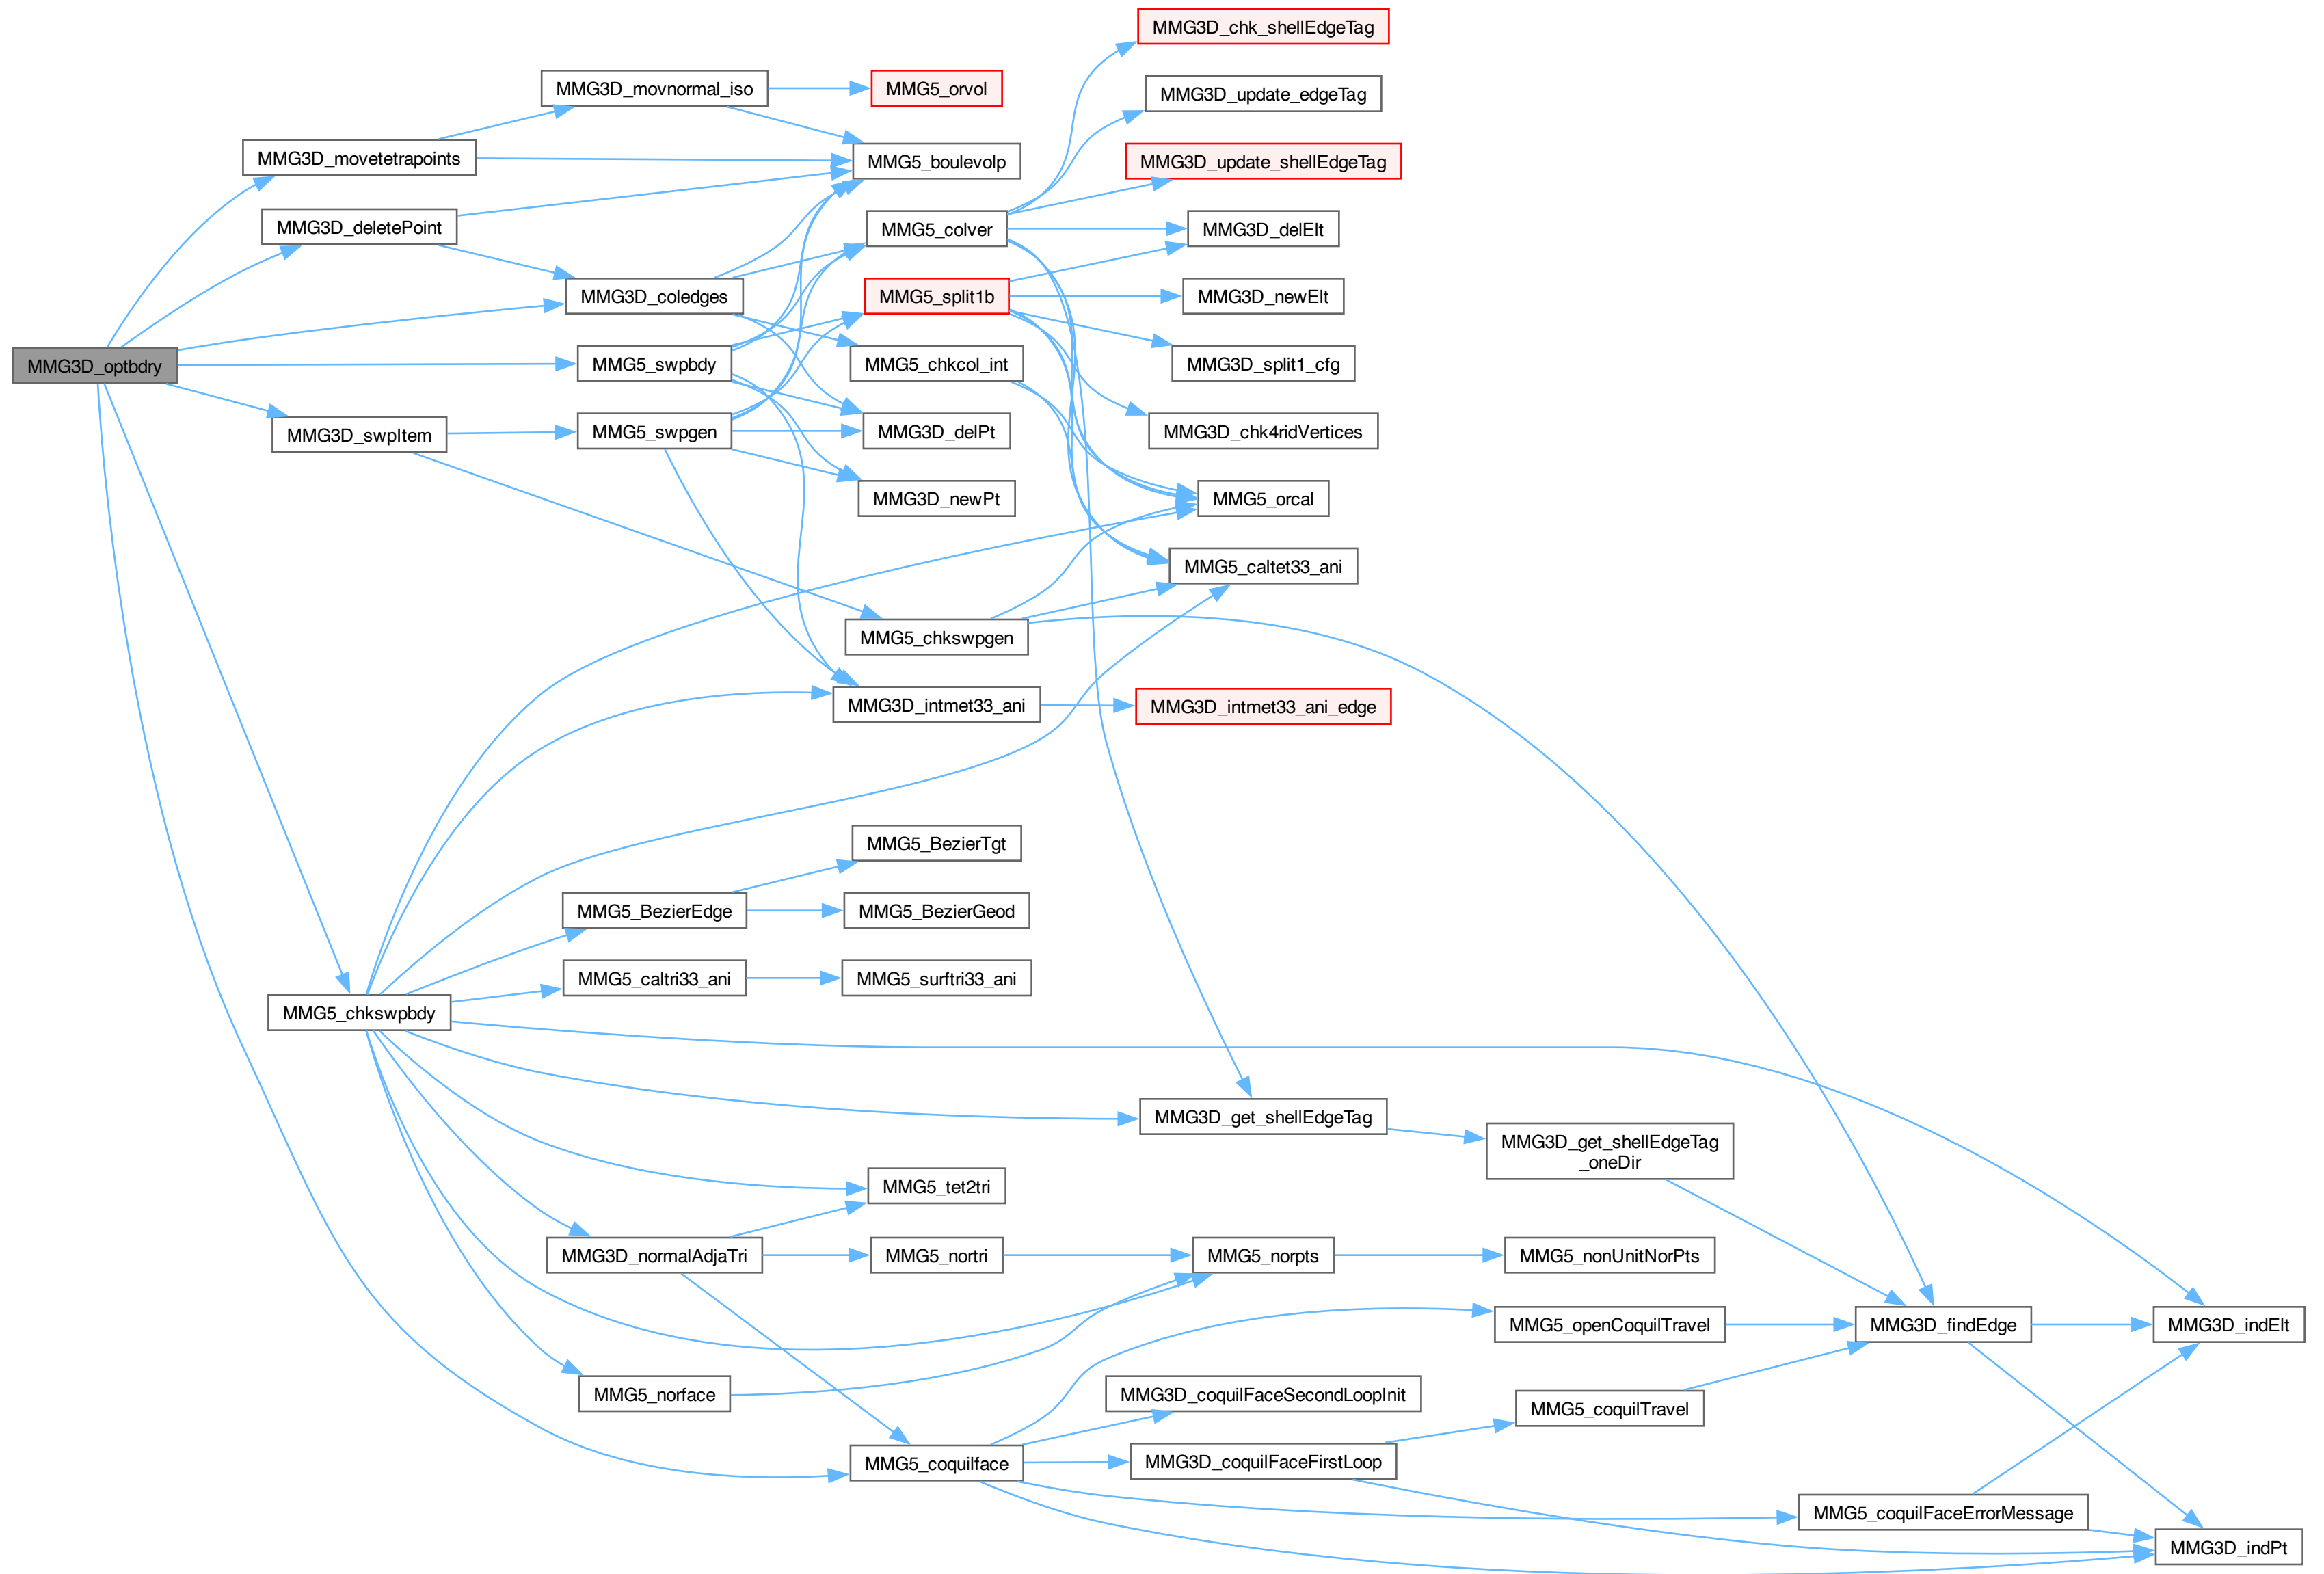 MMG3D_chk_shellEdgeTag
MMG3D_movnormal_iso
MMG5_orvol
MMG3D_update_edgeTag
MMG3D_movetetrapoints
MMG5_boulevolp
MMG3D_update_shellEdgeTag
MMG3D_deletePoint
MMG5_colver
MMG3D_delElt
MMG3D_coledges
MMG5_split1b
MMG3D_newElt
MMG3D_optbdry
MMG5_swpbdy
MMG5_chkcol_int
MMG3D_split1_cfg
MMG3D_swpItem
MMG5_swpgen
MMG3D_delPt
MMG3D_chk4ridVertices
MMG3D_newPt
MMG5_orcal
MMG5_caltet33_ani
MMG5_chkswpgen
MMG3D_intmet33_ani
MMG3D_intmet33_ani_edge
MMG5_BezierTgt
MMG5_BezierEdge
MMG5_BezierGeod
MMG5_caltri33_ani
MMG5_surftri33_ani
MMG5_chkswpbdy
MMG3D_get_shellEdgeTag
MMG3D_get_shellEdgeTag
_oneDir
MMG5_tet2tri
MMG3D_normalAdjaTri
MMG5_nortri
MMG5_norpts
MMG5_nonUnitNorPts
MMG5_openCoquilTravel
MMG3D_findEdge
MMG3D_indElt
MMG5_norface
MMG3D_coquilFaceSecondLoopInit
MMG5_coquilTravel
MMG5_coquilface
MMG3D_coquilFaceFirstLoop
MMG5_coquilFaceErrorMessage
MMG3D_indPt